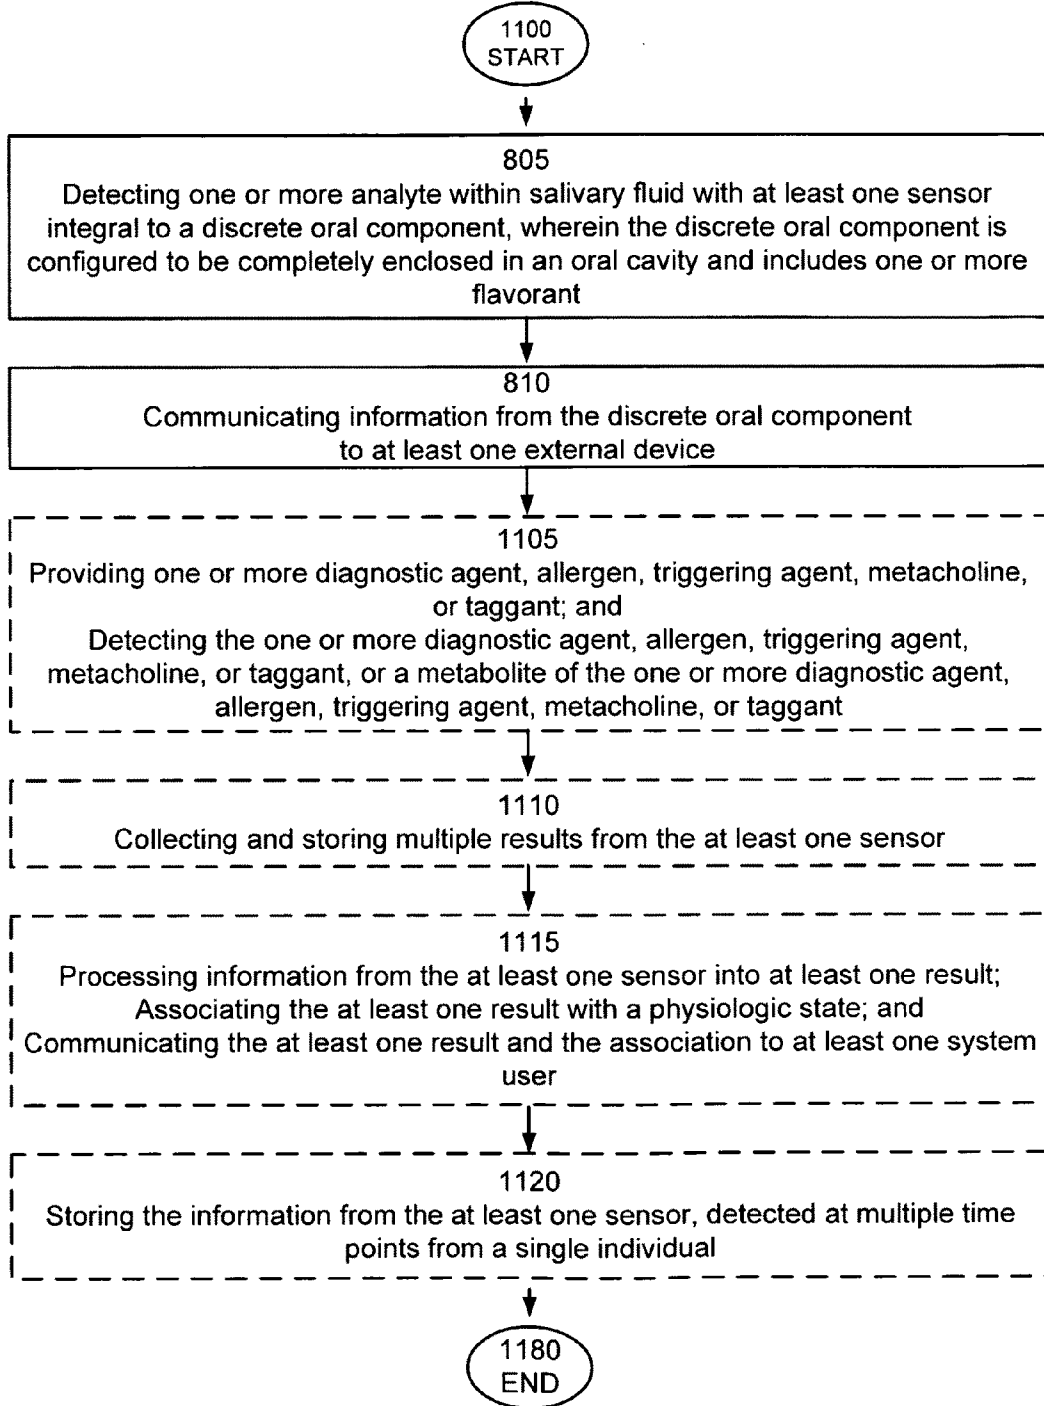 1100
START
805
Detecting one or more analyte within salivary fluid with at least one sensor
integral to a discrete oral component, wherein the discrete oral component is
configured to be completely enclosed in an oral cavity and includes one or more
flavorant
810
Communicating information from the discrete oral component
to at least one external device
1105
Providing one or more diagnostic agent, allergen, triggering agent, metacholine,
or taggant; and
Detecting the one or more diagnostic agent, allergen, triggering agent,
metacholine, or taggant, or a metabolite of the one or more diagnostic agent,
allergen, triggering agent, metacholine, or taggant
1110
Collecting and storing multiple results from the at least one sensor
1115
Processing information from the at least one sensor into at least one result;
Associating the at least one result with a physiologic state; and
Communicating the at least one result and the association to at least one system
user
1120
Storing the information from the at least one sensor, detected at multiple time
points from a single individual
1180
END